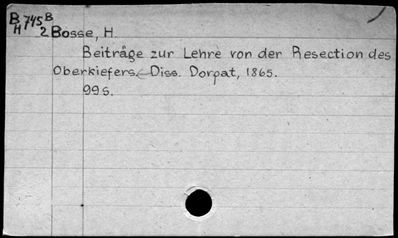 B 745 B
H 2 Bosse, H.
Beiträge zur Lehre von der Resection des
Oberkiefers.-Diss. Dorpat, 1865.
99 s.